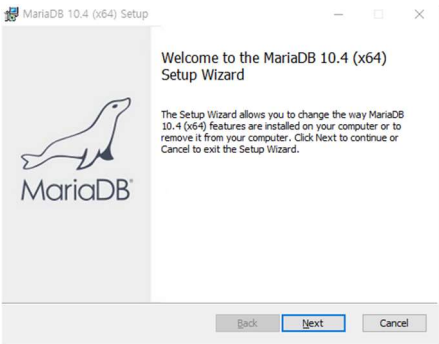 MariaDB 10.4 (x64) Setup
Welcome to the MariaDB 10.4 (x64)
Setup Wizard
The Setup Wizard allows you to change the way MariaDB
10.4 (x64) features are installed on your computer or to
remove it from your computer. Click Next to continue or
Cancel to exit the Setup Wizard.
MariaDB
Back Next Cancel